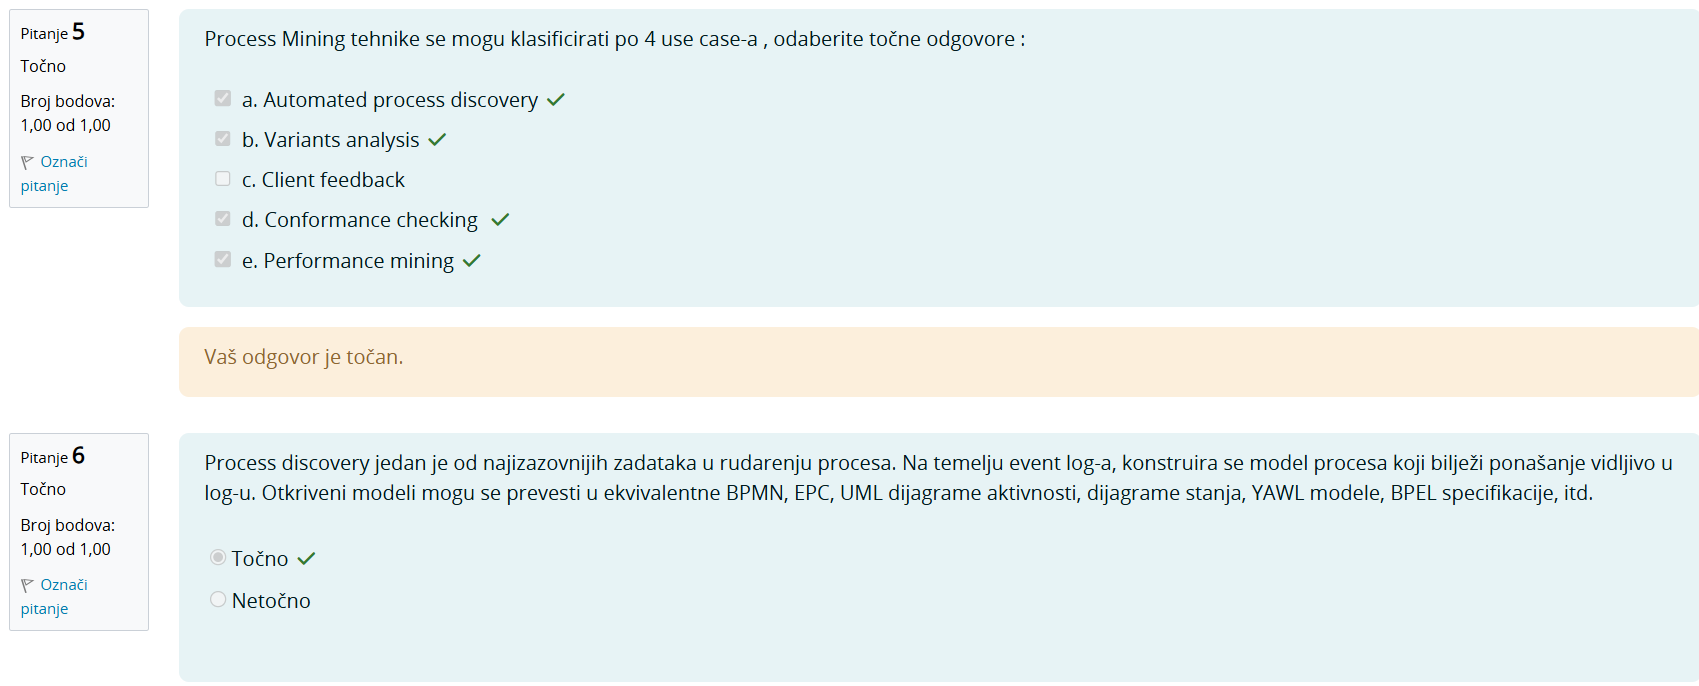 Pitanje 5
Točno
Broj bodova:
1,00 od 1,00
Označi
pitanje
Process Mining tehnike se mogu klasificirati po 4 use case-a , odaberite točne odgovore :
a. Automated process discovery
b. Variants analysis
c. Client feedback
d. Conformance checking
e. Performance mining
Vaš odgovor je točan.
Pitanje 6
Točno
Broj bodova:
1,00 od 1,00
Označi
pitanje
Process discovery jedan je od najizazovnijih zadataka u rudarenju procesa. Na temelju event log-a, konstruira se model procesa koji bilježi ponašanje vidljivo u
log-u. Otkriveni modeli mogu se prevesti u ekvivalentne BPMN, EPC, UML dijagrame aktivnosti, dijagrame stanja, YAWL modele, BPEL specifikacije, itd.
Točno
Netočno